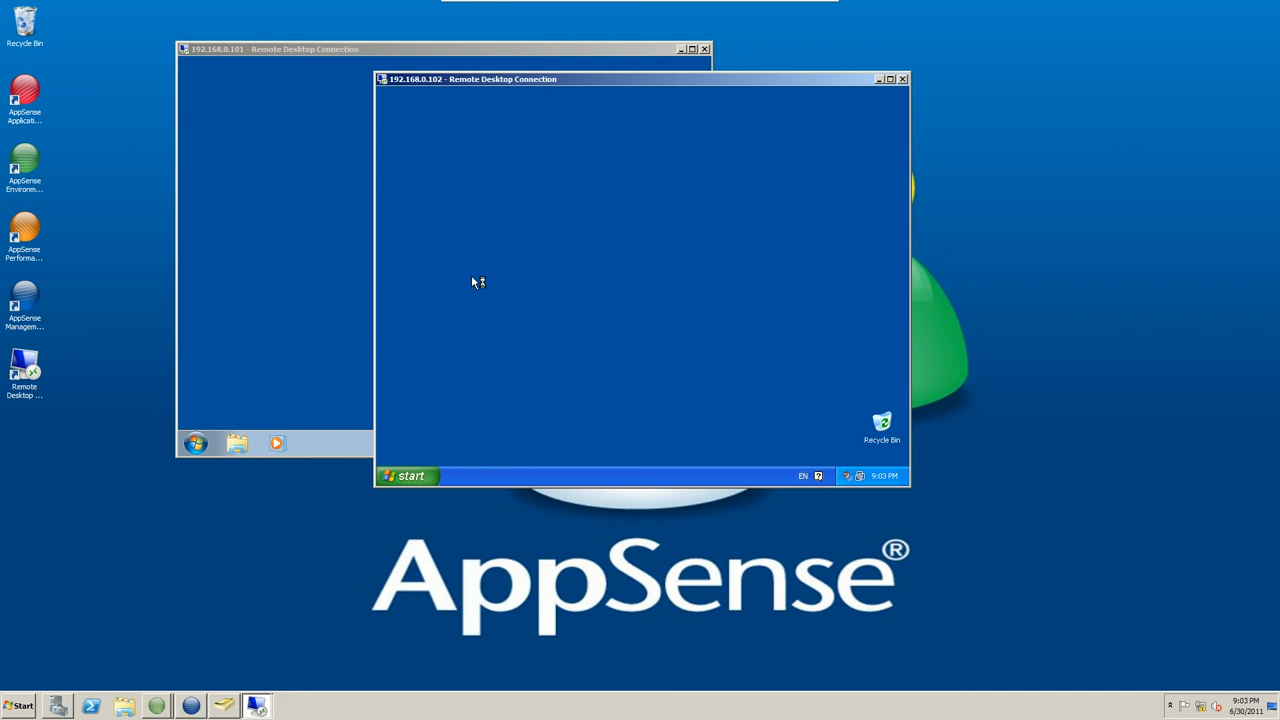 Recycle Bin
AppSense
Applicati...
AppSense
Environm...
AppSense
Performa...
AppSense
Managem...
Remote
Desktop ...
192.168.0.101 - Remote Desktop Connection
192.168.0.102 - Remote Desktop Connection
Recycle Bin
start
EN
9:03 PM
AppSense®
Start
9:03 PM
6/30/2011